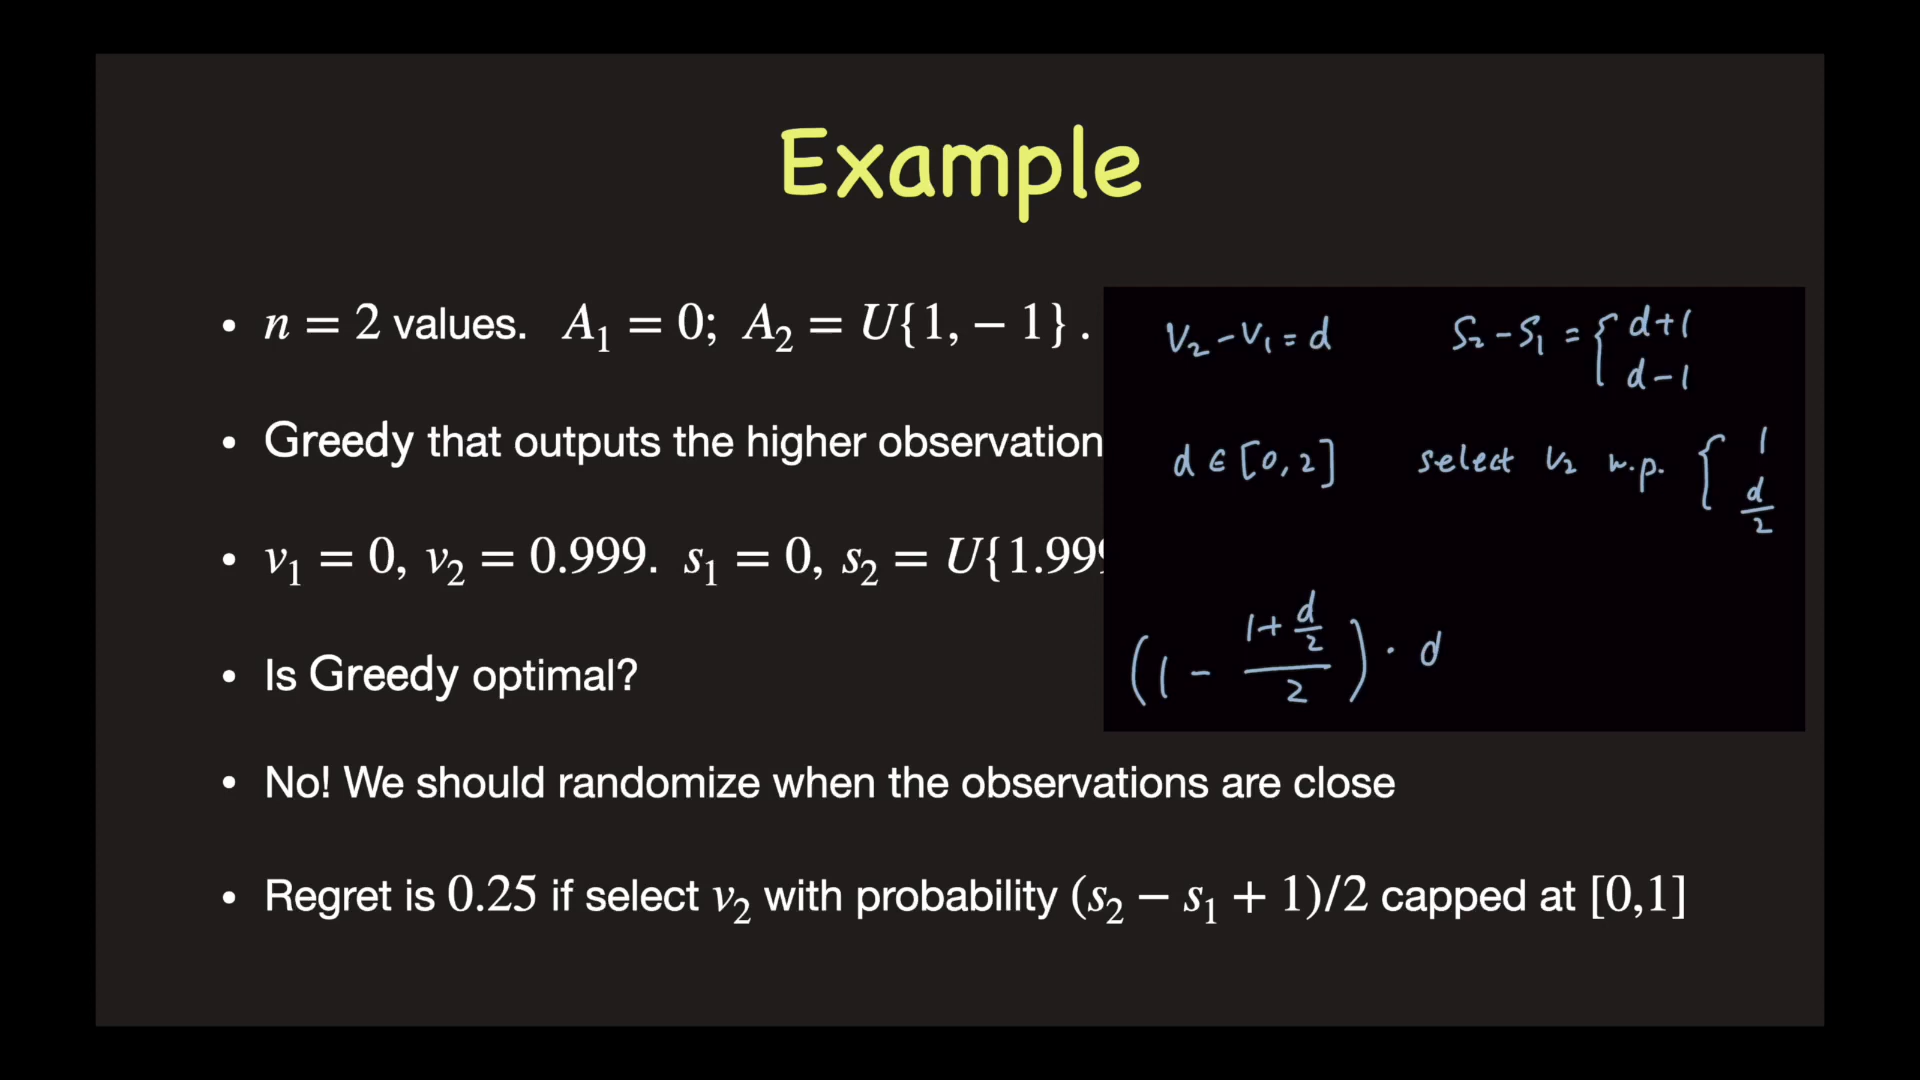 Example
• n = 2 values. A₁ = 0; A₂ = U{1, − 1} .
• Greedy that outputs the higher observation
• v₁ = 0, v₂ = 0.999. s₁ = 0, s₂ = U{1.99
• Is Greedy optimal?
• No! We should randomize when the observations are close
• Regret is 0.25 if select v₂ with probability (s₂ − s₁ + 1)/2 capped at [0,1]
V₂ - V₁ = d S₂ - S₁ = { d+1
d-1
d ∈ [0, 2] select V₂ w.p. { 1
d/2
(1 - (1 + d/2)/2) · d